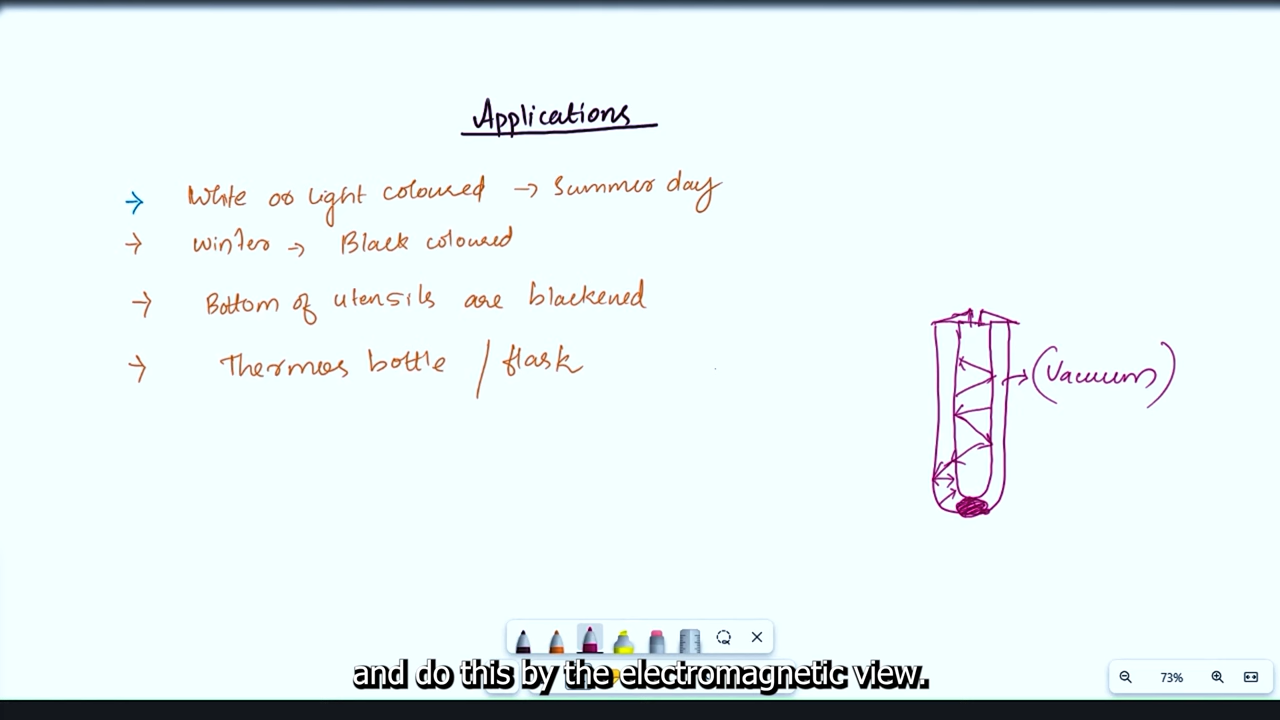 Applications
→ White or light coloured → Summer day
→ winter → Black coloured
→ Bottom of utensils are blackened
→ Thermos bottle / flask
→ (Vacuum)
and do this by the electromagnetic view.
73%